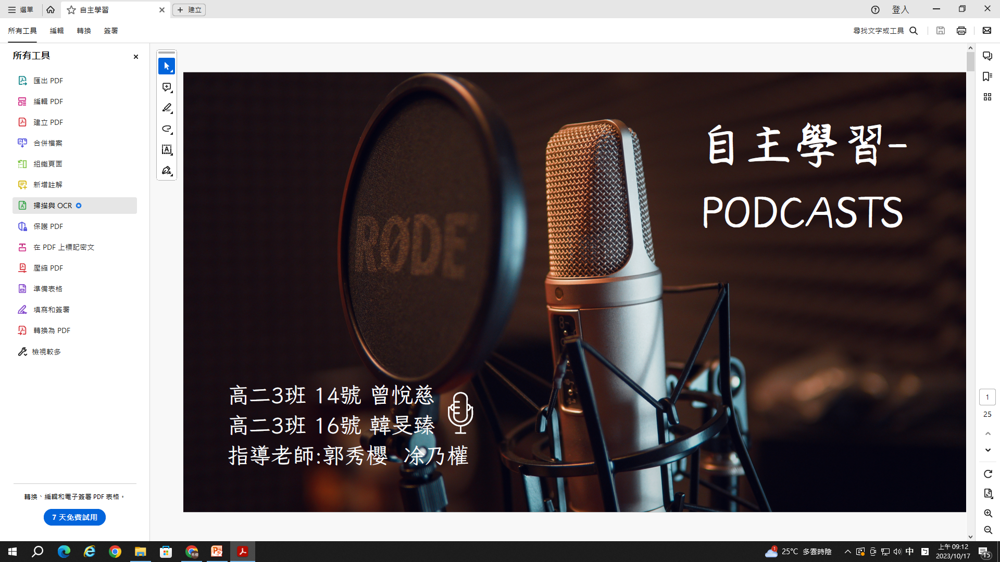 選單
自主學習
建立
登入
所有工具
編輯
轉換
簽署
尋找文字或工具
所有工具
匯出 PDF
編輯 PDF
建立 PDF
合併檔案
組織頁面
新增註解
掃描與 OCR
保護 PDF
在 PDF 上標記密文
壓縮 PDF
準備表格
填寫和簽署
轉換為 PDF
檢視較多
轉換、編輯和電子簽署 PDF 表格。
7 天免費試用
RØDE
自主學習-
PODCASTS
高二3班 14號 曾悅慈
高二3班 16號 韓旻臻
指導老師:郭秀櫻 凃乃權
1
25
1
25°C 多雲時陰
中
上午 09:12
2023/10/17
15